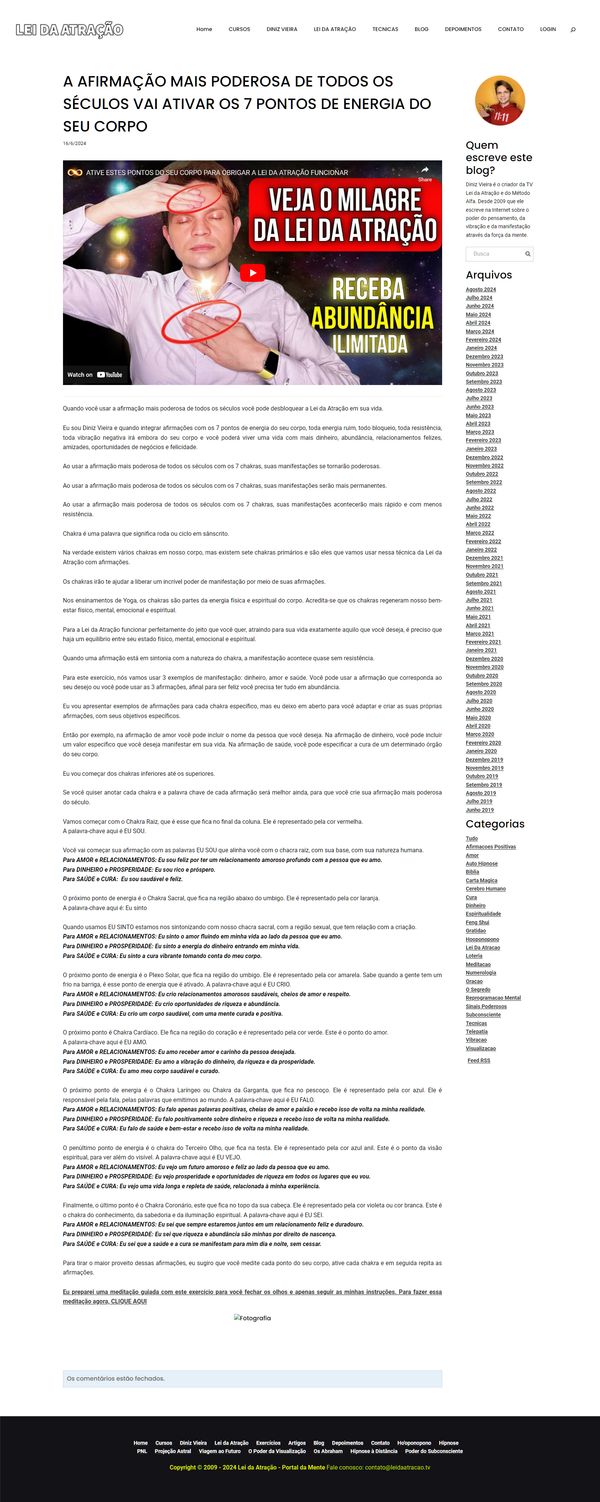 LEI DA ATRAÇÃO
Home CURSOS DINIZ VIEIRA LEI DA ATRAÇÃO TECNICAS BLOG DEPOIMENTOS CONTATO LOGIN
A AFIRMAÇÃO MAIS PODEROSA DE TODOS OS
SÉCULOS VAI ATIVAR OS 7 PONTOS DE ENERGIA DO
SEU CORPO
16/6/2024
ATIVE ESTES PONTOS DO SEU CORPO PARA OBRIGAR A LEI DA ATRAÇÃO FUNCIONAR
Share
VEJA O MILAGRE
DA LEI DA ATRAÇÃO
RECEBA
ABUNDÂNCIA
ILIMITADA
Watch on YouTube
Quando você usar a afirmação mais poderosa de todos os séculos você pode desbloquear a Lei da Atração em sua vida.
Eu sou Diniz Vieira e quando integrar afirmações com os 7 pontos de energia do seu corpo, toda energia ruim, todo bloqueio, toda resistência,
toda vibração negativa irá embora do seu corpo e você poderá viver uma vida com mais dinheiro, abundância, relacionamentos felizes,
amizades, oportunidades de negócios e felicidade.
Ao usar a afirmação mais poderosa de todos os séculos com os 7 chakras, suas manifestações se tornarão poderosas.
Ao usar a afirmação mais poderosa de todos os séculos com os 7 chakras, suas manifestações serão mais permanentes.
Ao usar a afirmação mais poderosa de todos os séculos com os 7 chakras, suas manifestações acontecerão mais rápido e com menos
resistência.
Chakra é uma palavra que significa roda ou ciclo em sânscrito.
Na verdade existem vários chakras em nosso corpo, mas existem sete chakras primários e são eles que vamos usar nessa técnica da Lei da
Atração com afirmações.
Os chakras irão te ajudar a liberar um incrível poder de manifestação por meio de suas afirmações.
Nos ensinamentos de Yoga, os chakras são partes da energia física e espiritual do corpo. Acredita-se que os chakras regeneram nosso bem-
estar físico, mental, emocional e espiritual.
Para a Lei da Atração funcionar perfeitamente do jeito que você quer, atraindo para sua vida exatamente aquilo que você deseja, é preciso que
haja um equilíbrio entre seu estado físico, mental, emocional e espiritual.
Quando uma afirmação está em sintonia com a natureza do chakra, a manifestação acontece quase sem resistência.
Para este exercício, nós vamos usar 3 exemplos de manifestação: dinheiro, amor e saúde. Você pode usar a afirmação que corresponda ao
seu desejo ou você pode usar as 3 afirmações, afinal para ser feliz você precisa ter tudo em abundância.
Eu vou apresentar exemplos de afirmações para cada chakra específico, mas eu deixo em aberto para você adaptar e criar as suas próprias
afirmações, com seus objetivos específicos.
Então por exemplo, na afirmação de amor você pode incluir o nome da pessoa que você deseja. Na afirmação de dinheiro, você pode incluir
um valor específico que você deseja manifestar em sua vida. Na afirmação de saúde, você pode especificar a cura de um determinado órgão
do seu corpo.
Eu vou começar dos chakras inferiores até os superiores.
Se você quiser anotar cada chakra e a palavra chave de cada afirmação será melhor ainda, para que você crie sua afirmação mais poderosa
do século.
Vamos começar com o Chakra Raiz, que é esse que fica no final da coluna. Ele é representado pela cor vermelha.
A palavra-chave aqui é EU SOU.
Você vai começar sua afirmação com as palavras EU SOU que alinha você com o chacra raiz, com sua base, com sua natureza humana.
Para AMOR e RELACIONAMENTOS: Eu sou feliz por ter um relacionamento amoroso profundo com a pessoa que eu amo.
Para DINHEIRO e PROSPERIDADE: Eu sou rico e próspero.
Para SAÚDE e CURA: Eu sou saudável e feliz.
O próximo ponto de energia é o Chakra Sacral, que fica na região abaixo do umbigo. Ele é representado pela cor laranja.
A palavra-chave aqui é: Eu sinto
Quando usamos EU SINTO estamos nos sintonizando com nosso chacra sacral, com a região sexual, que tem relação com a criação.
Para AMOR e RELACIONAMENTOS: Eu sinto o amor fluindo em minha vida ao lado da pessoa que eu amo.
Para DINHEIRO e PROSPERIDADE: Eu sinto a energia do dinheiro entrando em minha vida.
Para SAÚDE e CURA: Eu sinto a cura vibrante tomando conta do meu corpo.
O próximo ponto de energia é o Plexo Solar, que fica na região do umbigo. Ele é representado pela cor amarela. Sabe quando a gente tem um
frio na barriga, é esse ponto de energia que é ativado. A palavra-chave aqui é EU CRIO.
Para AMOR e RELACIONAMENTOS: Eu crio relacionamentos amorosos saudáveis, cheios de amor e respeito.
Para DINHEIRO e PROSPERIDADE: Eu crio oportunidades de riqueza e abundância.
Para SAÚDE e CURA: Eu crio um corpo saudável, com uma mente curada e positiva.
O próximo ponto é Chakra Cardíaco. Ele fica na região do coração e é representado pela cor verde. Este é o ponto do amor.
A palavra-chave aqui é EU AMO.
Para AMOR e RELACIONAMENTOS: Eu amo receber amor e carinho da pessoa desejada.
Para DINHEIRO e PROSPERIDADE: Eu amo a vibração do dinheiro, da riqueza e da prosperidade.
Para SAÚDE e CURA: Eu amo meu corpo saudável e curado.
O próximo ponto de energia é o Chakra Laríngeo ou Chakra da Garganta, que fica no pescoço. Ele é representado pela cor azul. Ele é
responsável pela fala, pelas palavras que emitimos ao mundo. A palavra-chave aqui é EU FALO.
Para AMOR e RELACIONAMENTOS: Eu falo apenas palavras positivas, cheias de amor e paixão e recebo isso de volta na minha realidade.
Para DINHEIRO e PROSPERIDADE: Eu falo positivamente sobre dinheiro e riqueza e recebo isso de volta na minha realidade.
Para SAÚDE e CURA: Eu falo de saúde e bem-estar e recebo isso de volta na minha realidade.
O penúltimo ponto de energia é o chakra do Terceiro Olho, que fica na testa. Ele é representado pela cor azul anil. Este é o ponto da visão
espiritual, para ver além do visível. A palavra-chave aqui é EU VEJO.
Para AMOR e RELACIONAMENTOS: Eu vejo um futuro amoroso e feliz ao lado da pessoa que eu amo.
Para DINHEIRO e PROSPERIDADE: Eu vejo prosperidade e oportunidades de riqueza em todos os lugares que eu vou.
Para SAÚDE e CURA: Eu vejo uma vida longa e repleta de saúde, relacionada à minha experiência.
Finalmente, o último ponto é o Chakra Coronário, este que fica no topo da sua cabeça. Ele é representado pela cor violeta ou cor branca. Este é
o chakra do conhecimento, da sabedoria e da iluminação espiritual. A palavra-chave aqui é EU SEI.
Para AMOR e RELACIONAMENTOS: Eu sei que sempre estaremos juntos em um relacionamento feliz e duradouro.
Para DINHEIRO e PROSPERIDADE: Eu sei que riqueza e abundância são minhas por direito de nascença.
Para SAÚDE e CURA: Eu sei que a saúde e a cura se manifestam para mim dia e noite, sem cessar.
Para tirar o maior proveito dessas afirmações, eu sugiro que você medite cada ponto do seu corpo, ative cada chakra e em seguida repita as
afirmações.
Eu preparei uma meditação guiada com este exercício para você fechar os olhos e apenas seguir as minhas instruções. Para fazer essa
meditação agora, CLIQUE AQUI
Fotografia
Os comentários estão fechados.
11:11
Quem
escreve este
blog?
Diniz Vieira é o criador da TV
Lei da Atração e do Método
Alfa. Desde 2009 que ele
escreve na Internet sobre o
poder do pensamento, da
vibração e da manifestação
através da força da mente.
Busca
Arquivos
Agosto 2024
Julho 2024
Junho 2024
Maio 2024
Abril 2024
Março 2024
Fevereiro 2024
Janeiro 2024
Dezembro 2023
Novembro 2023
Outubro 2023
Setembro 2023
Agosto 2023
Julho 2023
Junho 2023
Maio 2023
Abril 2023
Março 2023
Fevereiro 2023
Janeiro 2023
Dezembro 2022
Novembro 2022
Outubro 2022
Setembro 2022
Agosto 2022
Julho 2022
Junho 2022
Maio 2022
Abril 2022
Março 2022
Fevereiro 2022
Janeiro 2022
Dezembro 2021
Novembro 2021
Outubro 2021
Setembro 2021
Agosto 2021
Julho 2021
Junho 2021
Maio 2021
Abril 2021
Março 2021
Fevereiro 2021
Janeiro 2021
Dezembro 2020
Novembro 2020
Outubro 2020
Setembro 2020
Agosto 2020
Julho 2020
Junho 2020
Maio 2020
Abril 2020
Março 2020
Fevereiro 2020
Janeiro 2020
Dezembro 2019
Novembro 2019
Outubro 2019
Setembro 2019
Agosto 2019
Julho 2019
Junho 2019
Categorias
Tudo
Afirmacoes Positivas
Amor
Auto Hipnose
Biblia
Carta Magica
Cerebro Humano
Cura
Dinheiro
Espiritualidade
Feng Shui
Gratidao
Hooponopono
Lei Da Atracao
Loteria
Meditacao
Numerologia
Oracao
O Segredo
Reprogramacao Mental
Sinais Poderosos
Subconsciente
Tecnicas
Telepatia
Vibracao
Visualizacao
Feed RSS
Home Cursos Diniz Vieira Lei da Atração Exercícios Artigos Blog Depoimentos Contato Ho'oponopono Hipnose
PNL Projeção Astral Viagem ao Futuro O Poder da Visualização Os Abraham Hipnose à Distância Poder do Subconsciente
Copyright © 2009 - 2024 Lei da Atração - Portal da Mente Fale conosco: contato@leidaatracao.tv